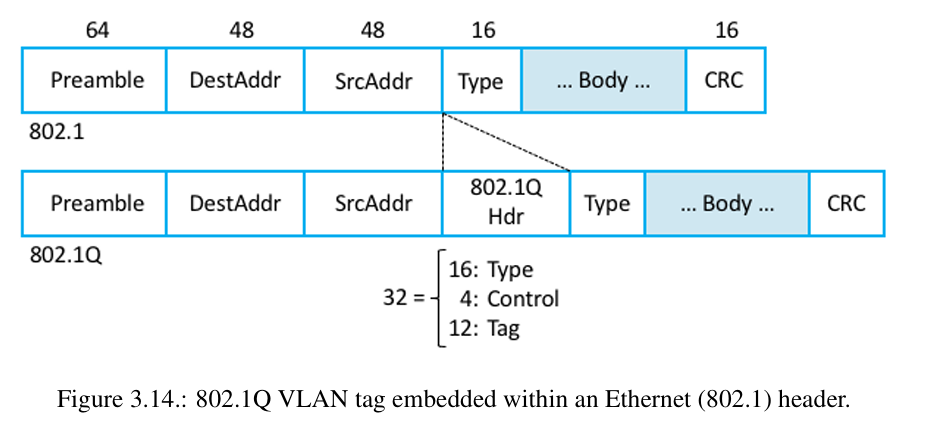 64 48 48 16 16
Preamble DestAddr SrcAddr Type ... Body ... CRC
802.1
Preamble DestAddr SrcAddr 802.1Q Hdr Type ... Body ... CRC
802.1Q
16: Type
32 = 4: Control
12: Tag
Figure 3.14.: 802.1Q VLAN tag embedded within an Ethernet (802.1) header.